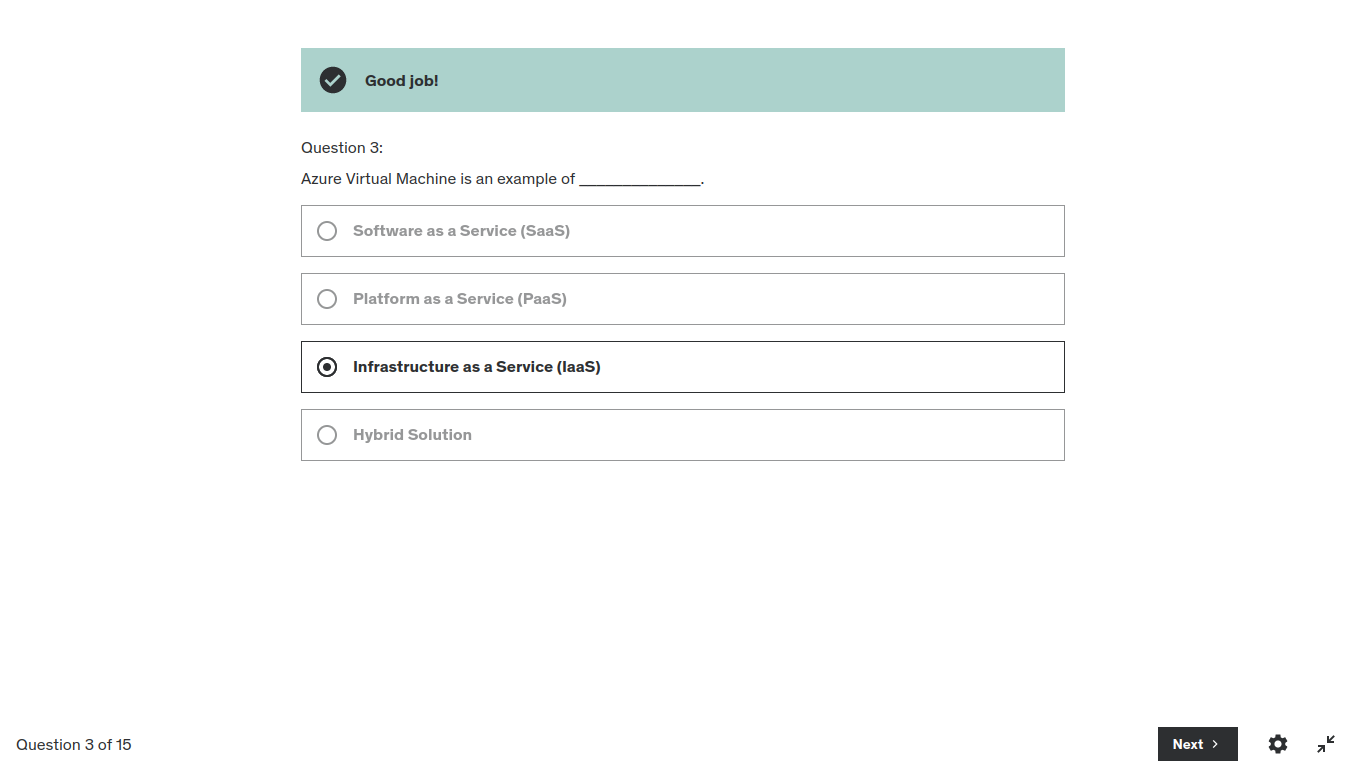 Good job!
Question 3:
Azure Virtual Machine is an example of _______________.
Software as a Service (SaaS)
Platform as a Service (PaaS)
Infrastructure as a Service (IaaS)
Hybrid Solution
Question 3 of 15
Next